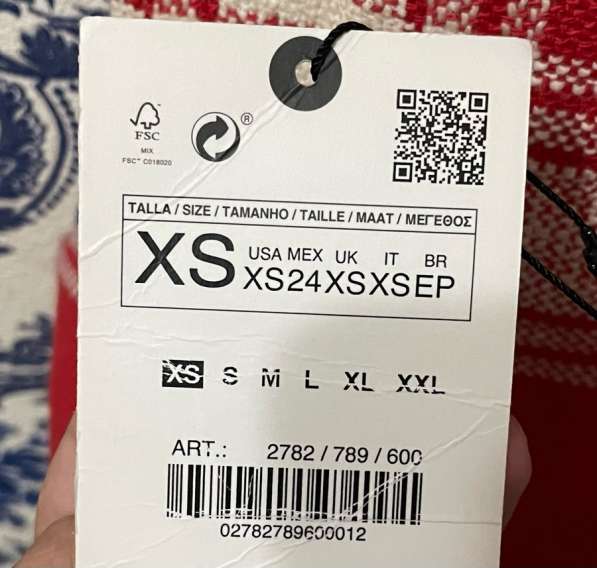 ®
FSC
MIX
FSC™ C018020
TALLA / SIZE / TAMANHO / TAILLE / MAAT / ΜΕΓΕΘΟΣ
XS
USA MEX UK IT BR
XS 24 XS XS EP
XS S M L XL XXL
ART.: 2782 / 789 / 600
02782789600012